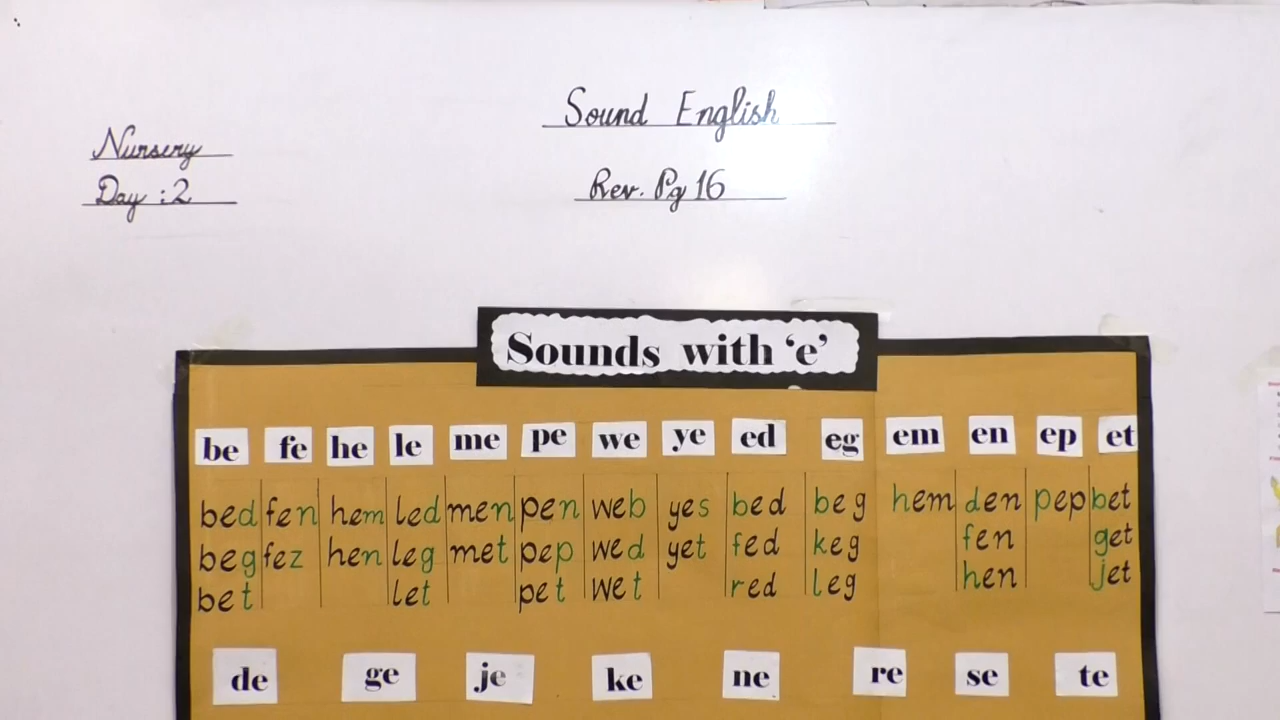 Sound English
Nursery
Rev. Pg 16
Day : 2
Sounds with ‘e’
be fe he le me pe we ye ed eg em en ep et
bed fen hem led men pen web yes bed beg hem den pep bet
beg fez hen leg met pep wed yet fed keg fen get
bet let pet wet red leg hen jet
de ge je ke ne re se te